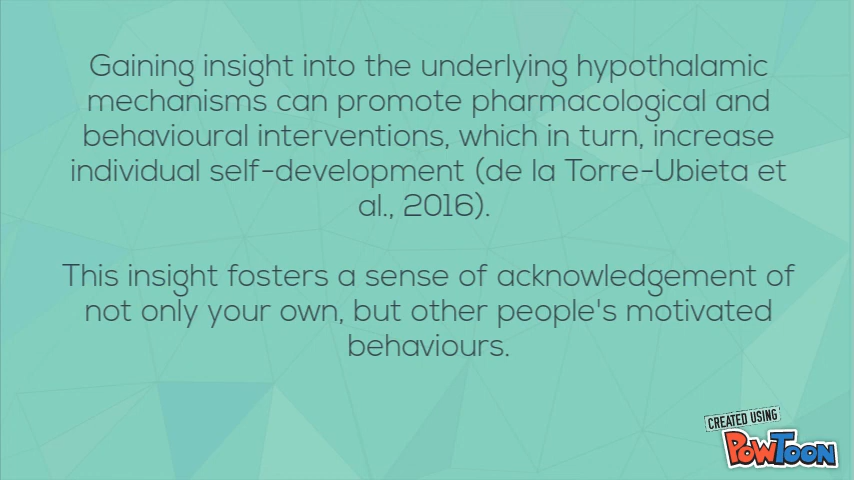 Gaining insight into the underlying hypothalamic
mechanisms can promote pharmacological and
behavioural interventions, which in turn, increase
individual self-development (de la Torre-Ubieta et
al., 2016).
This insight fosters a sense of acknowledgement of
not only your own, but other people's motivated
behaviours.
CREATED USING
POWTOON